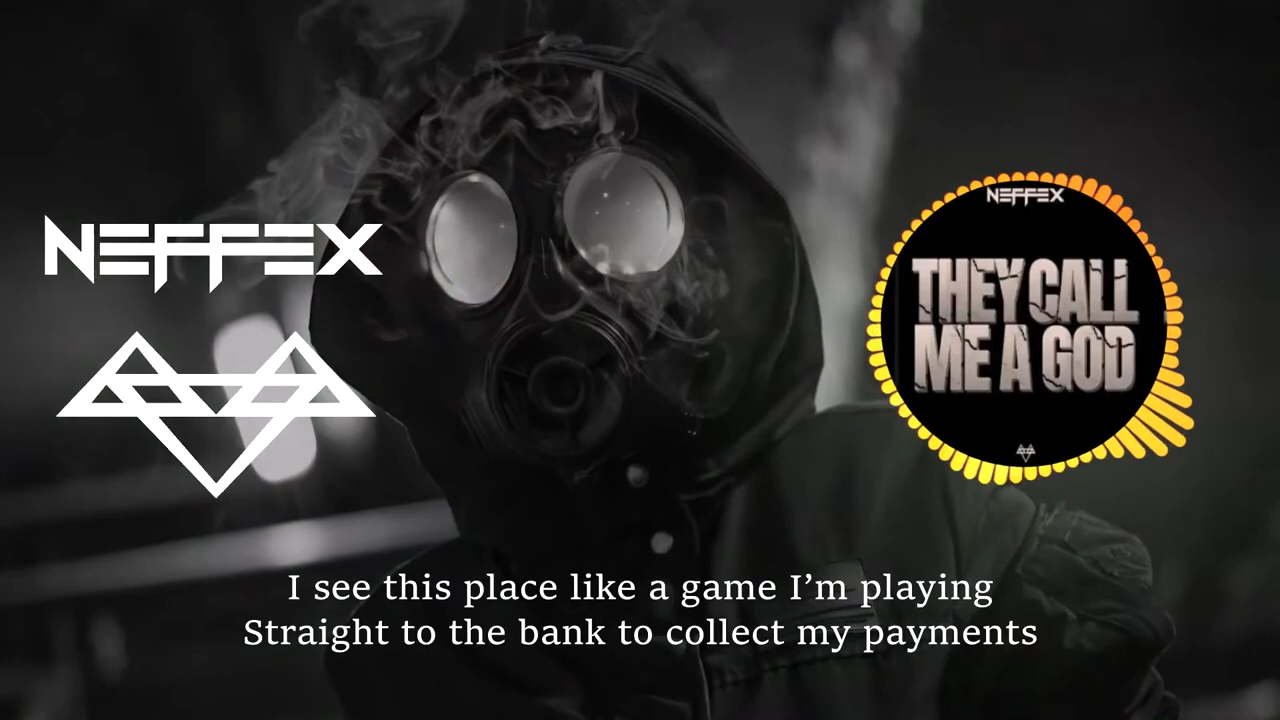 NEFFEX
NEFFEX
THEY CALL
ME A GOD
I see this place like a game I’m playing
Straight to the bank to collect my payments